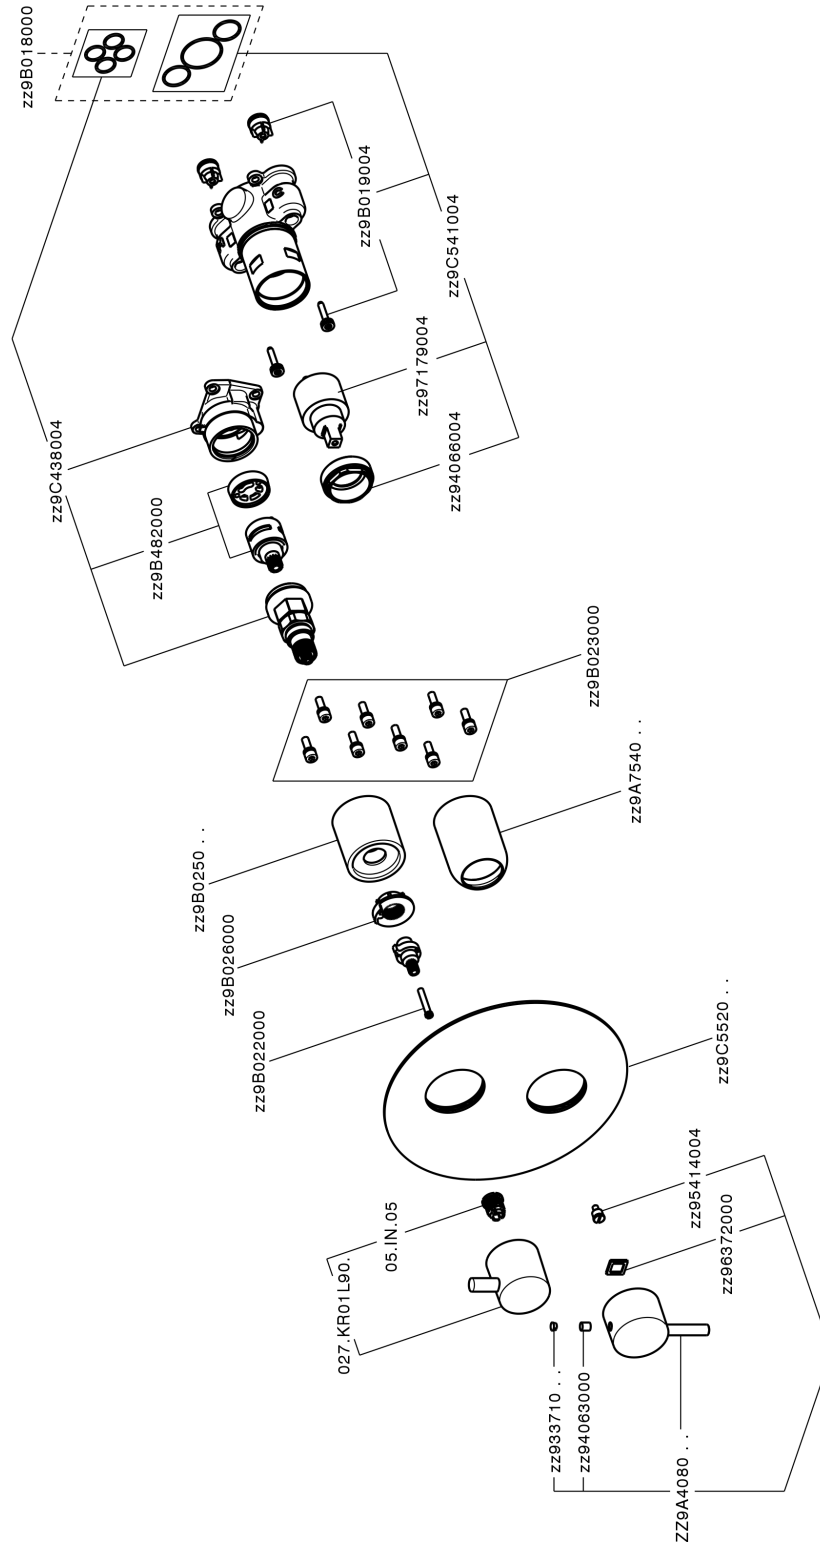 zz9B018000
zz9B019004
zz9C541004
zz97179004
zz94066004
zz9C438004
zz9B482000
zz9B023000
zz9A7540 . .
zz9B0250 . .
zz9B026000
zz9B022000
zz9C5520 . .
zz95414004
zz96372000
05.IN.05
027.KR01L90.
zz933710 . .
zz94063000
ZZ9A4080 . .